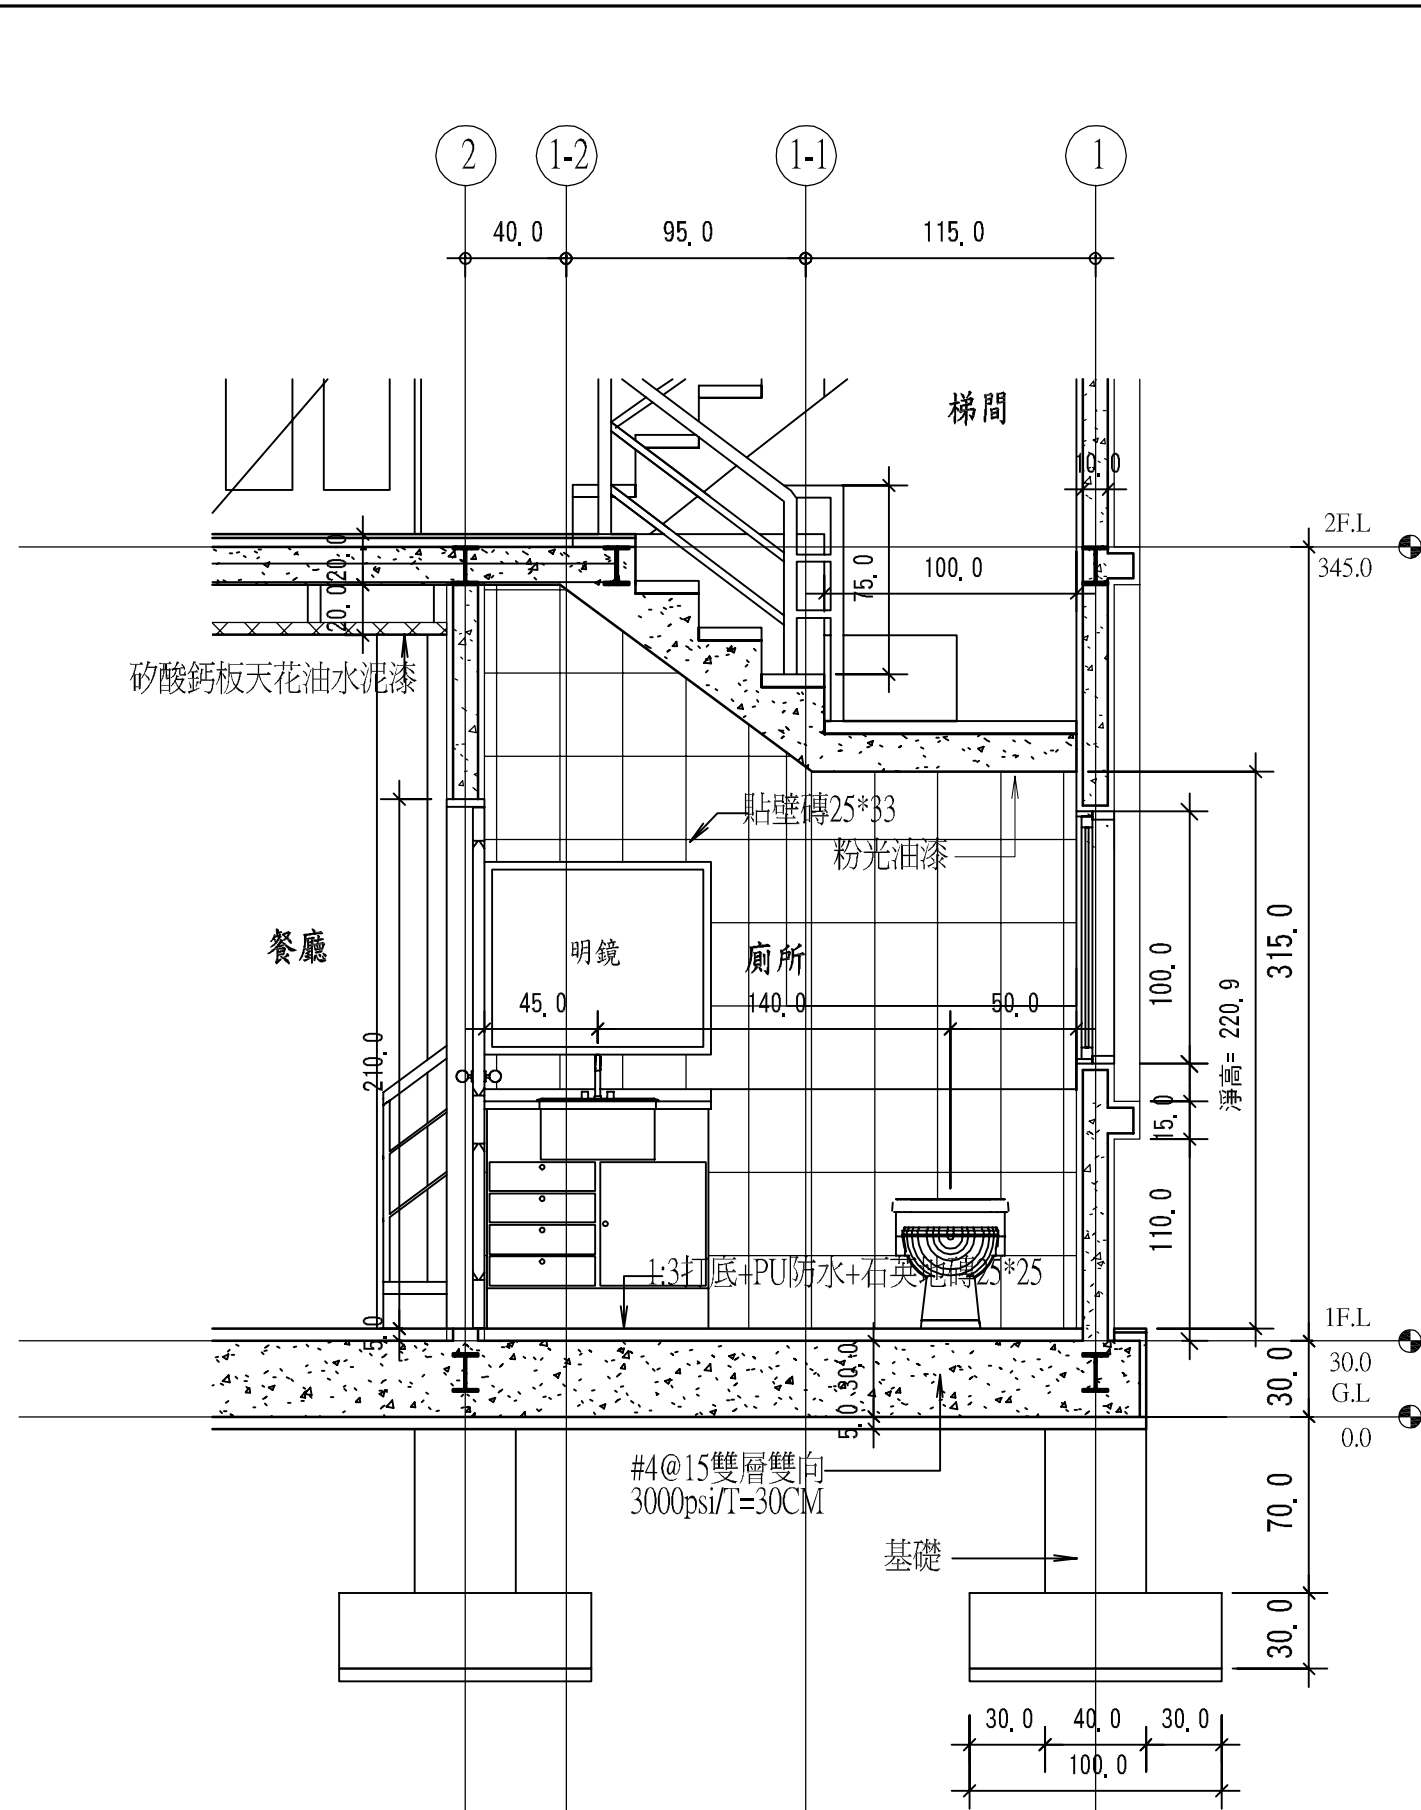 2 1-2 1-1 1
40.0 95.0 115.0
梯間
10.0
2F.L
345.0
20.0
20.0
75.0
100.0
矽酸鈣板天花油水泥漆
貼壁磚25*33
粉光油漆
餐廳
明鏡
廁所
45.0 140.0 50.0
210.0
100.0
淨高= 220.9
315.0
15.0
110.0
1:3打底+PU防水+石英地磚25*25
5.0
1F.L
30.0
30.0
30.0
G.L
0.0
5.0
#4@15雙層雙向
3000psi/T=30CM
70.0
基礎
30.0
30.0 40.0 30.0
100.0